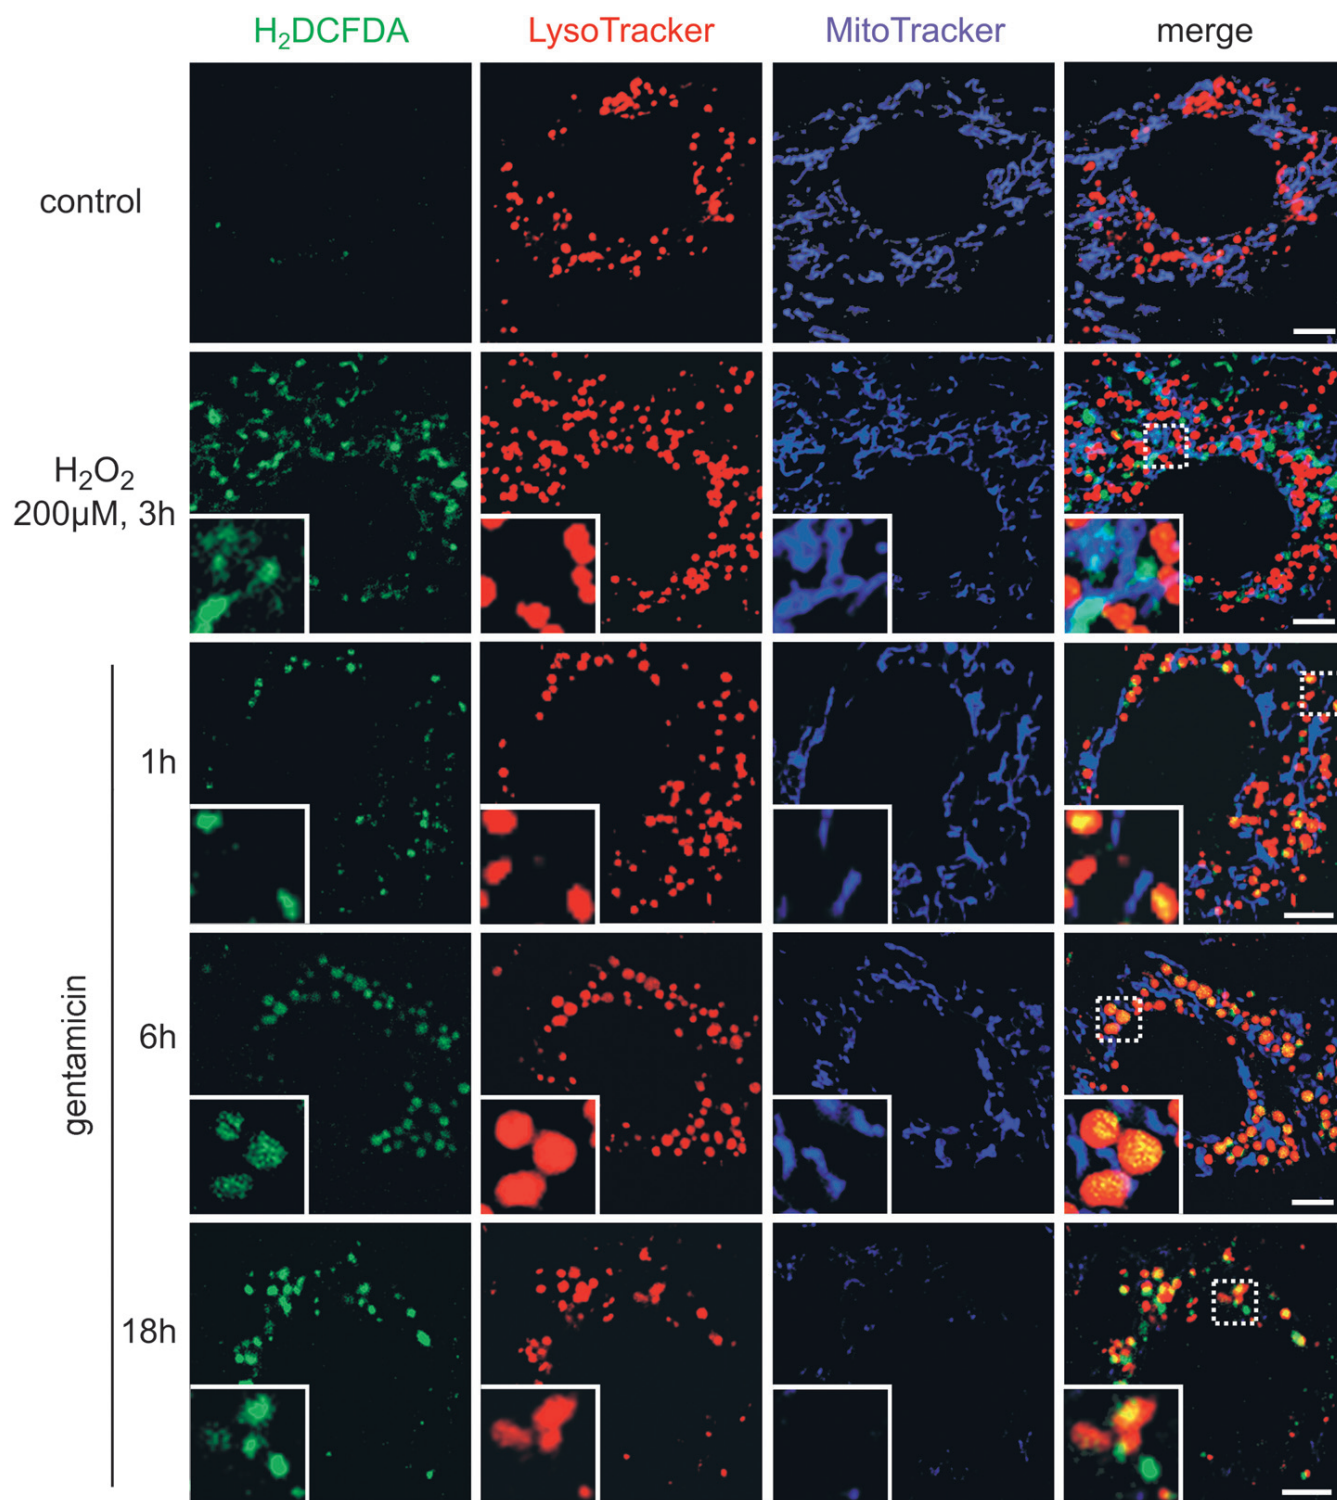 H₂DCFDA LysoTracker MitoTracker merge
control
H₂O₂
200µM, 3h
1h
gentamicin
6h
18h